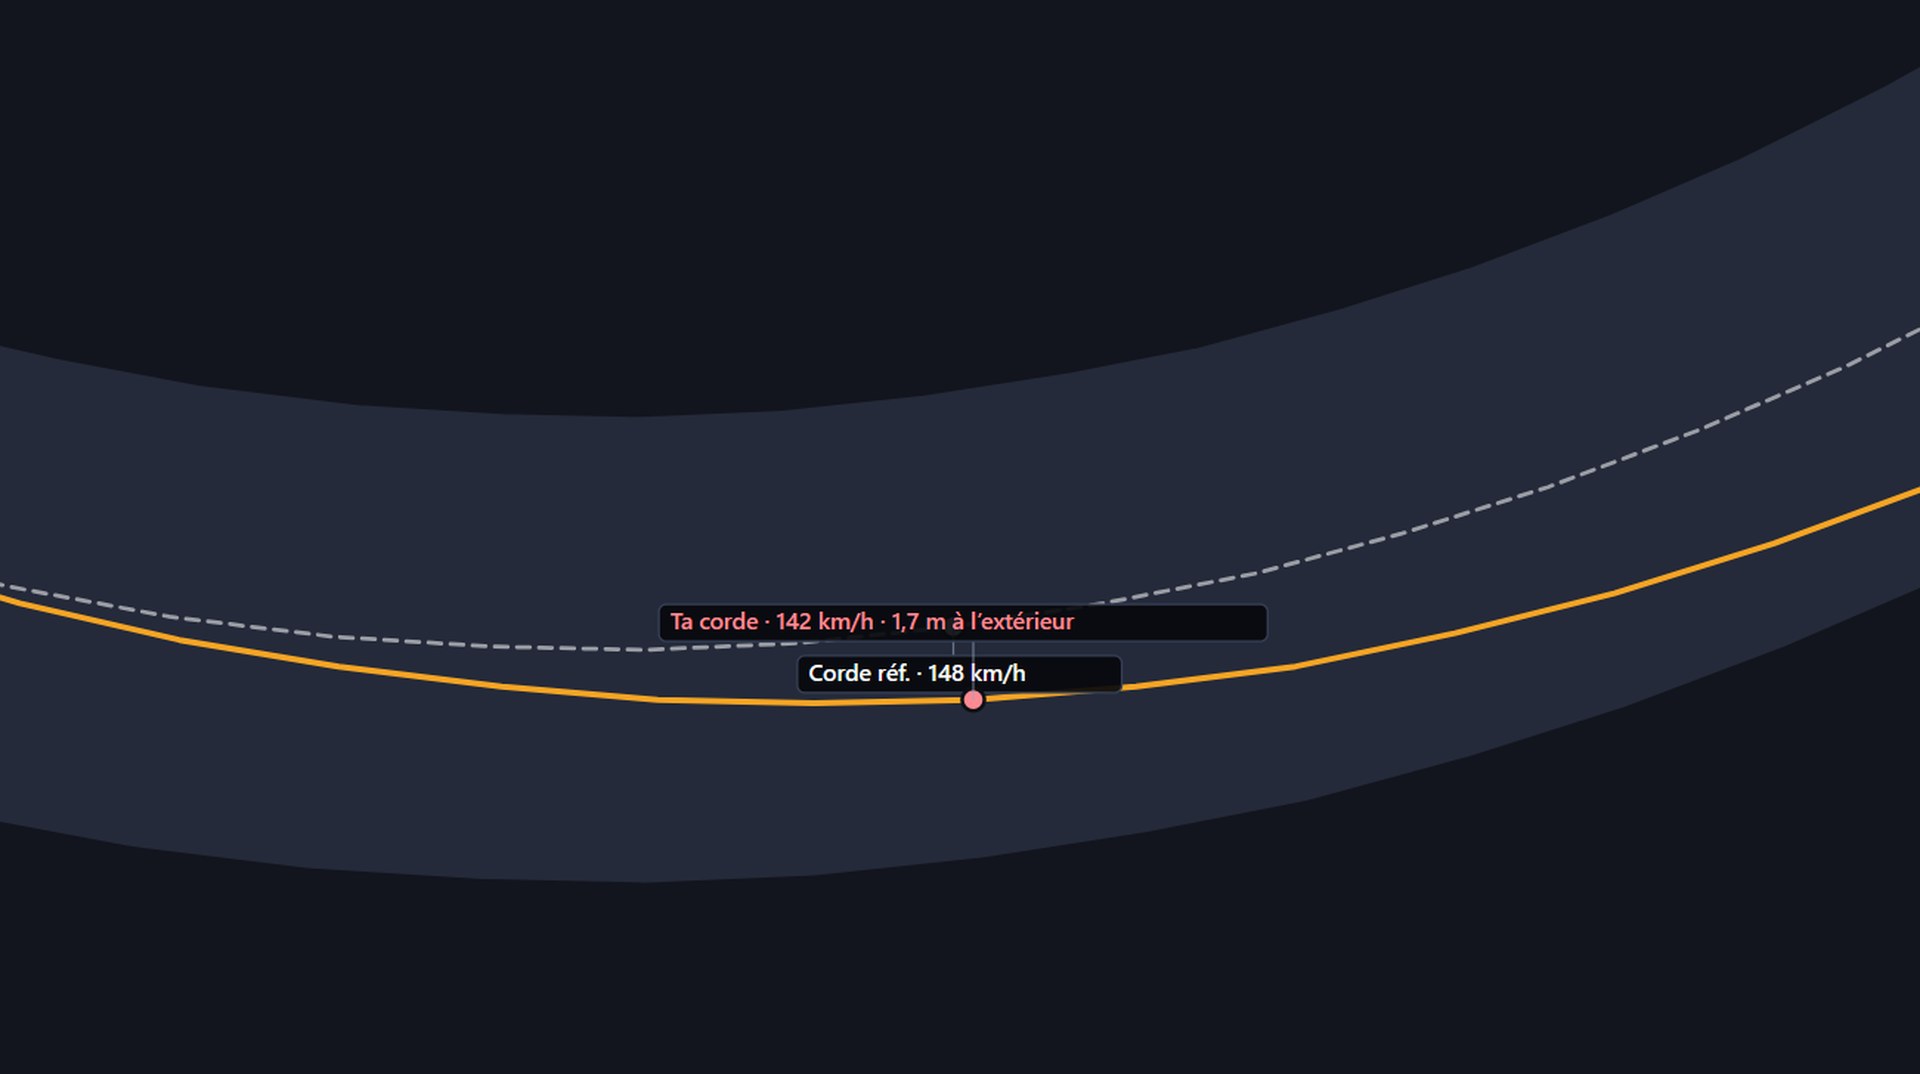 Ta corde · 142 km/h · 1,7 m à l’extérieur
Corde réf. · 148 km/h